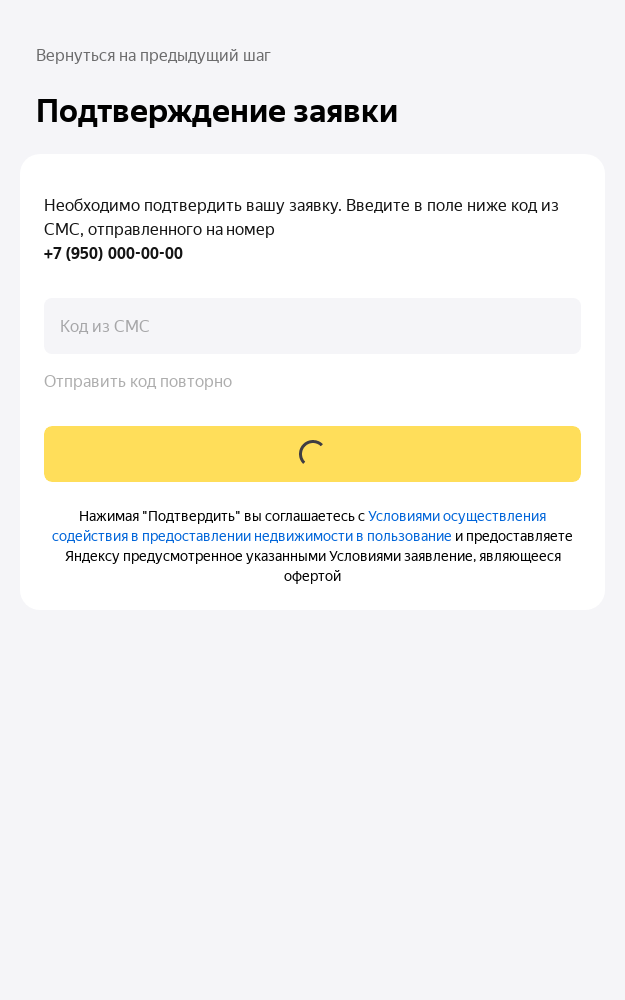 Вернуться на предыдущий шаг
Подтверждение заявки
Необходимо подтвердить вашу заявку. Введите в поле ниже код из
СМС, отправленного на номер
+7 (950) 000-00-00
Код из СМС
Отправить код повторно
Нажимая "Подтвердить" вы соглашаетесь с Условиями осуществления
содействия в предоставлении недвижимости в пользование и предоставляете
Яндексу предусмотренное указанными Условиями заявление, являющееся
офертой